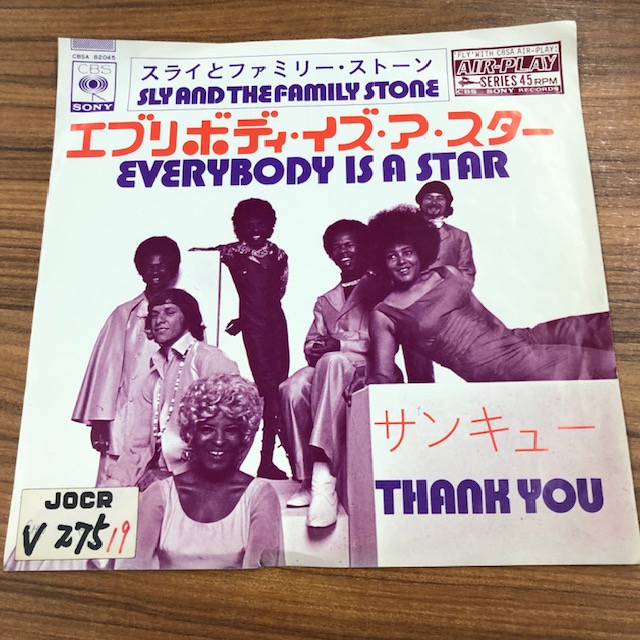 CBSA 82045
CBS
SONY
スライとファミリー・ストーン
SLY AND THE FAMILY STONE
"FLY" WITH CBSA AIR-PLAY!
AIR-PLAY
SERIES 45 RPM
CBS SONY RECORDS
エブリボディ・イズ・ア・スター
EVERYBODY IS A STAR
サンキュー
THANK YOU
JOCR
V 275 19